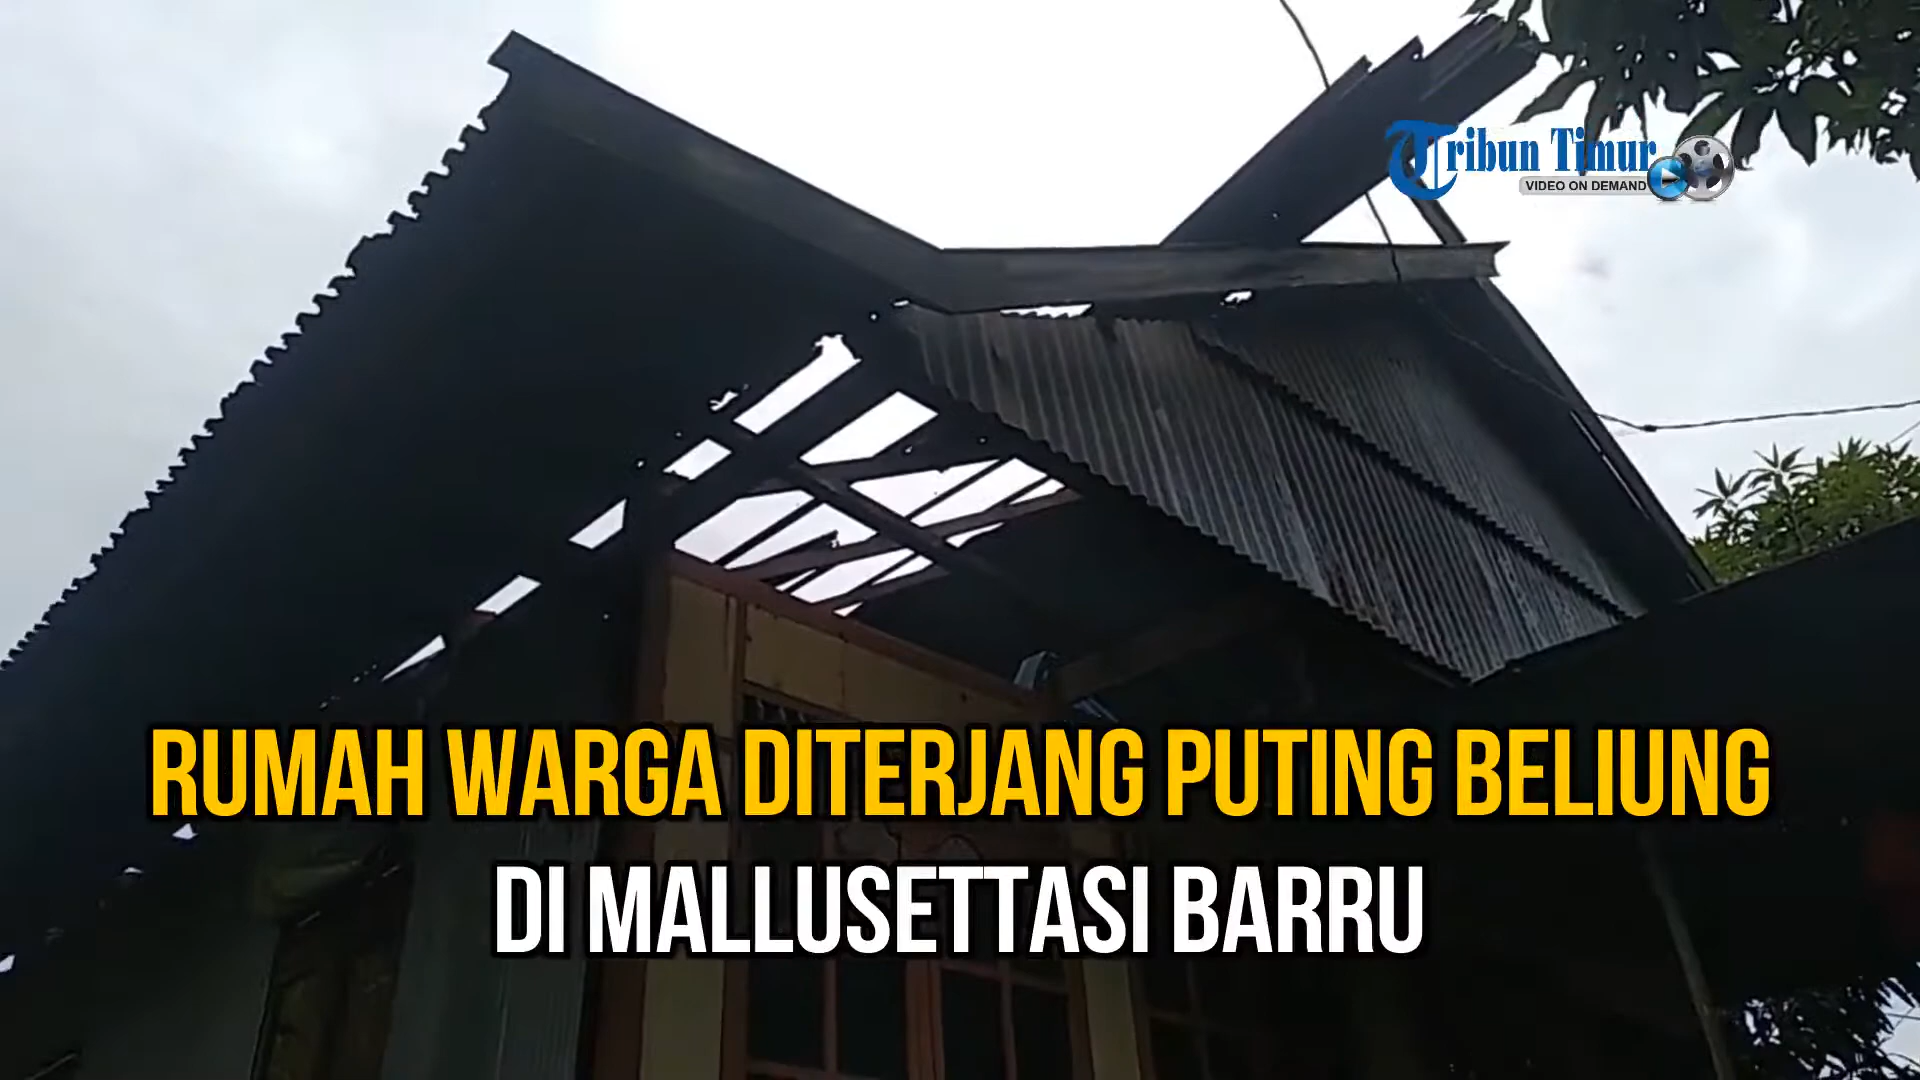 Tribun Timur
VIDEO ON DEMAND
RUMAH WARGA DITERJANG PUTING BELIUNG
DI MALLUSETTASI BARRU